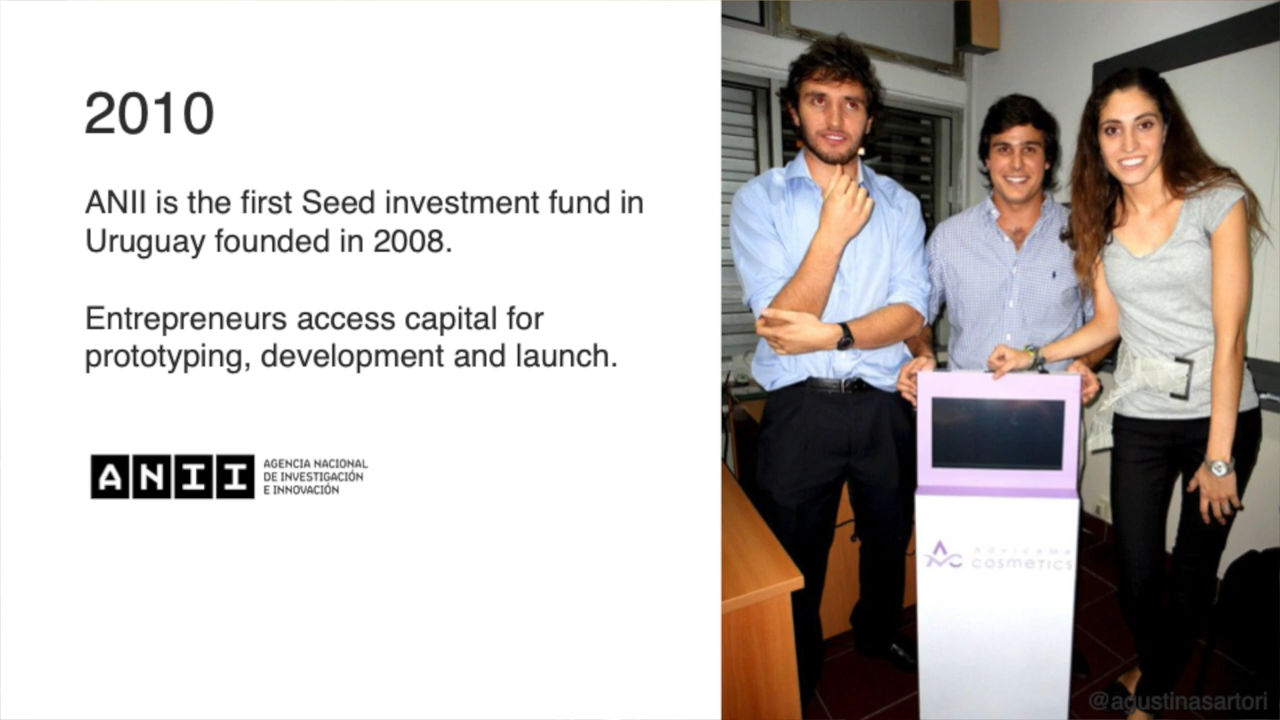 2010
ANII is the first Seed investment fund in
Uruguay founded in 2008.
Entrepreneurs access capital for
prototyping, development and launch.
ANII
AGENCIA NACIONAL
DE INVESTIGACIÓN
E INNOVACIÓN
cosmetics
@agustinasartori